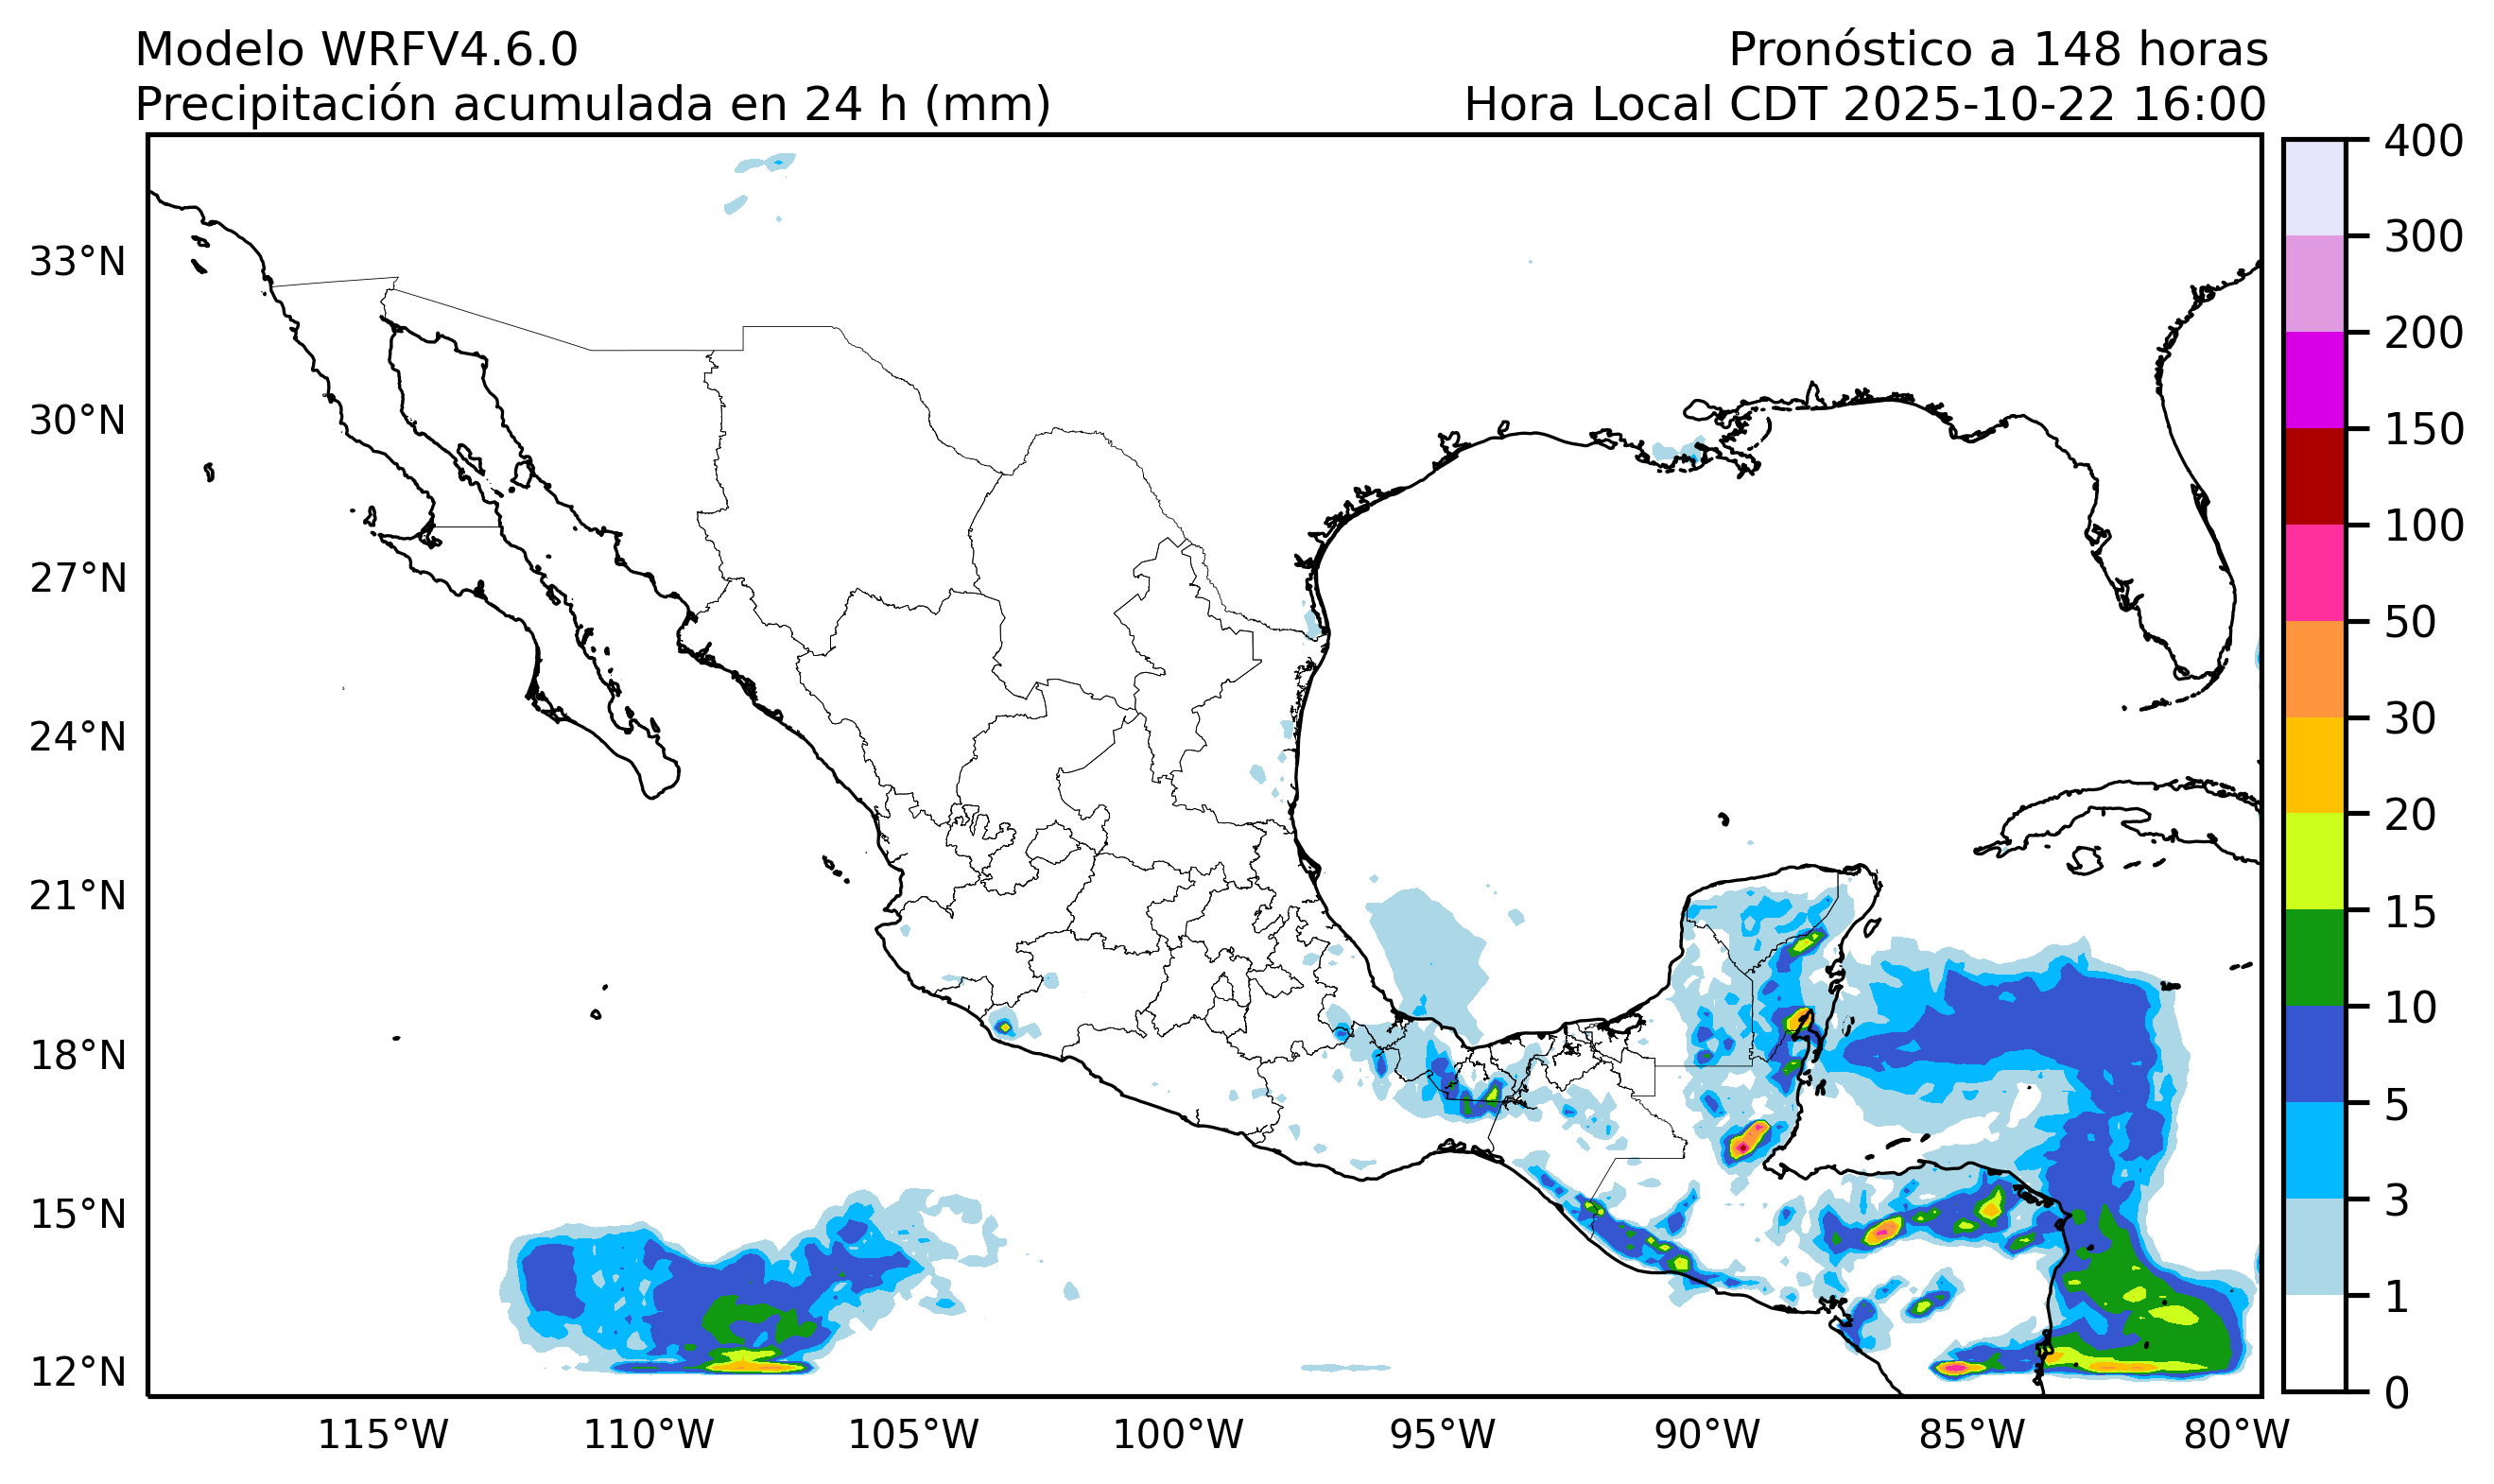 Modelo WRFV4.6.0
Pronóstico a 148 horas
Precipitación acumulada en 24 h (mm)
Hora Local CDT 2025-10-22 16:00
33°N
30°N
27°N
24°N
21°N
18°N
15°N
12°N
115°W
110°W
105°W
100°W
95°W
90°W
85°W
80°W
400
300
200
150
100
50
30
20
15
10
5
3
1
0